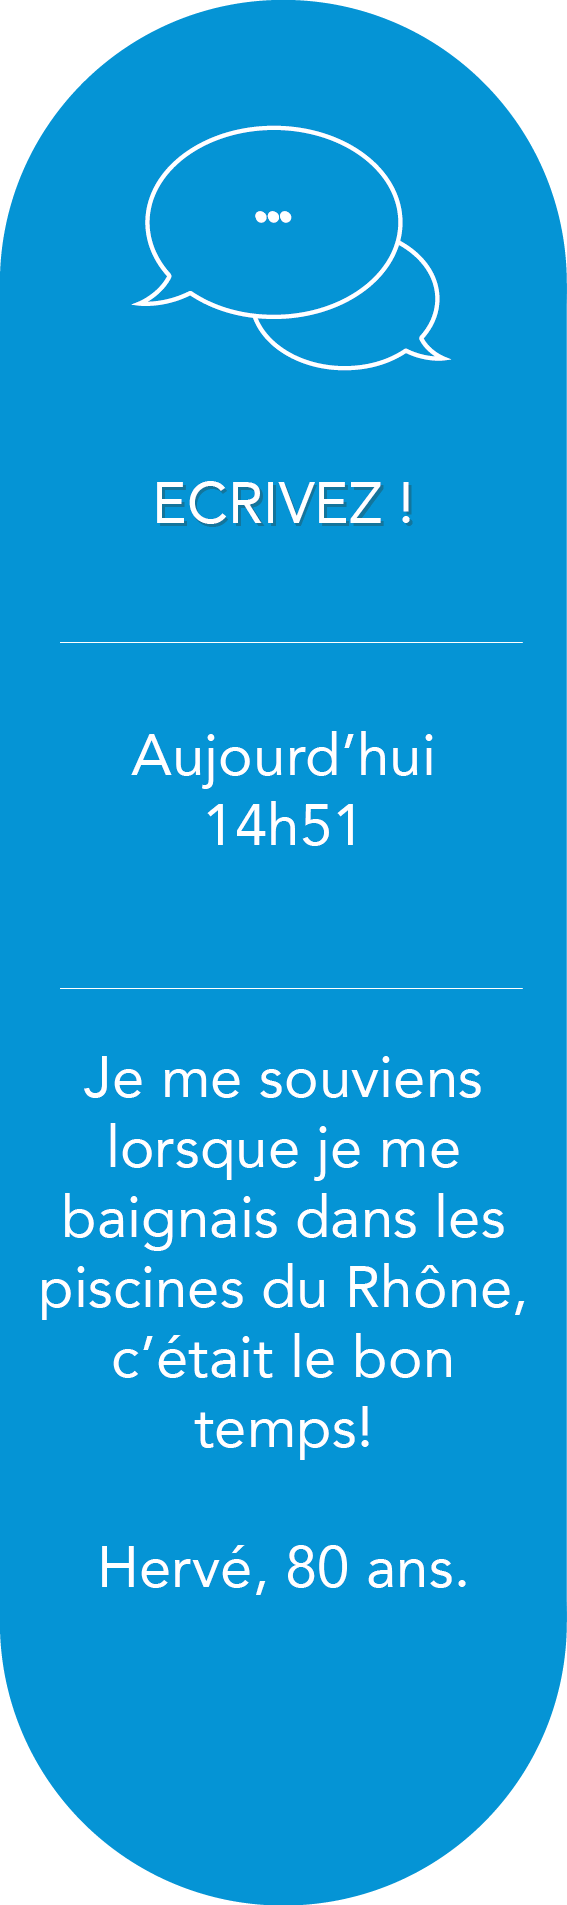 ECRIVEZ !
Aujourd’hui
14h51
Je me souviens
lorsque je me
baignais dans les
piscines du Rhône,
c’était le bon
temps!
Hervé, 80 ans.